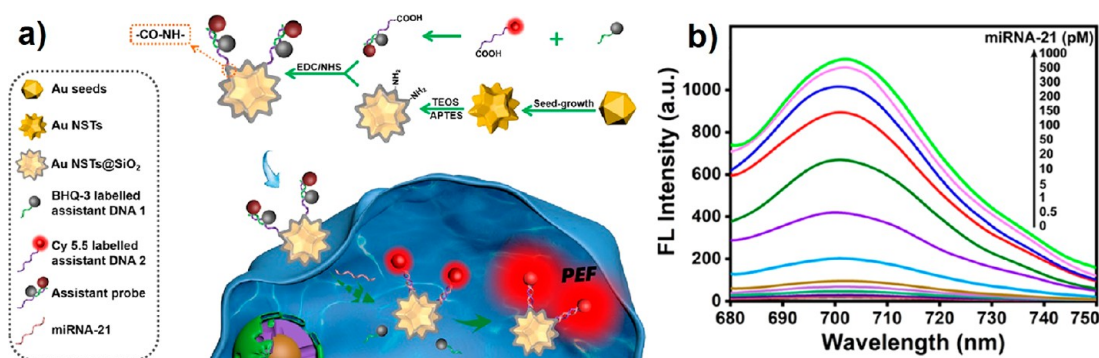 a)
-CO-NH-
COOH
COOH
+
EDC/NHS
NH2
-NH2
TEOS
APTES
Seed-growth
Au seeds
Au NSTs
Au NSTs@SiO2
BHQ-3 labelled
assistant DNA 1
Cy 5.5 labelled
assistant DNA 2
Assistant probe
miRNA-21
PEF
b)
miRNA-21 (pM)
1000
500
300
200
150
100
50
20
10
5
1
0.5
0
FL Intensity (a.u.)
1000
800
600
400
200
0
680 690 700 710 720 730 740 750
Wavelength (nm)